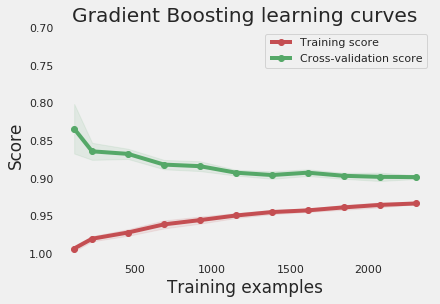 Gradient Boosting learning curves
0.70
0.75
0.80
0.85
0.90
0.95
1.00
Score
Training score
Cross-validation score
500
1000
1500
2000
Training examples